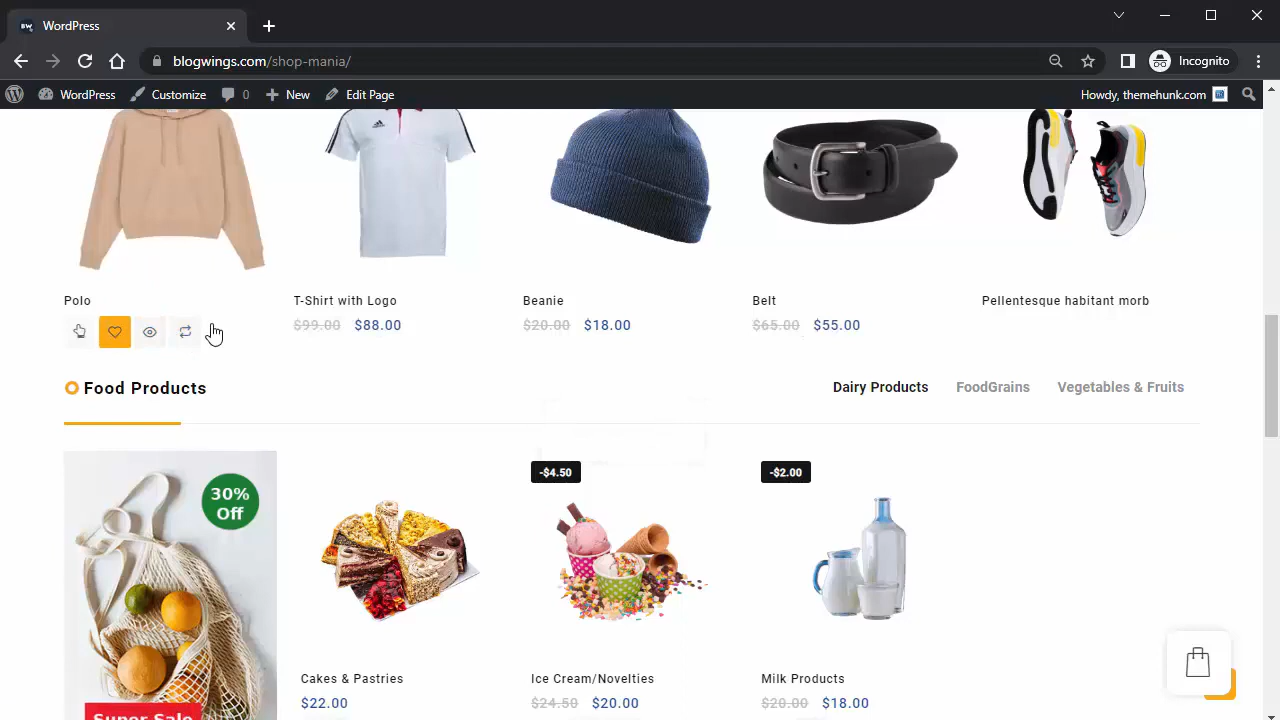 WordPress
blogwings.com/shop-mania/
Incognito
WordPress
Customize
0
New
Edit Page
Howdy, themehunk.com
Polo
T-Shirt with Logo
Beanie
Belt
Pellentesque habitant morb
$99.00 $88.00
$20.00 $18.00
$65.00 $55.00
Food Products
Dairy Products
FoodGrains
Vegetables & Fruits
30%
Off
Super Sale
-$4.50
-$2.00
Cakes & Pastries
Ice Cream/Novelties
Milk Products
$22.00
$24.50 $20.00
$20.00 $18.00